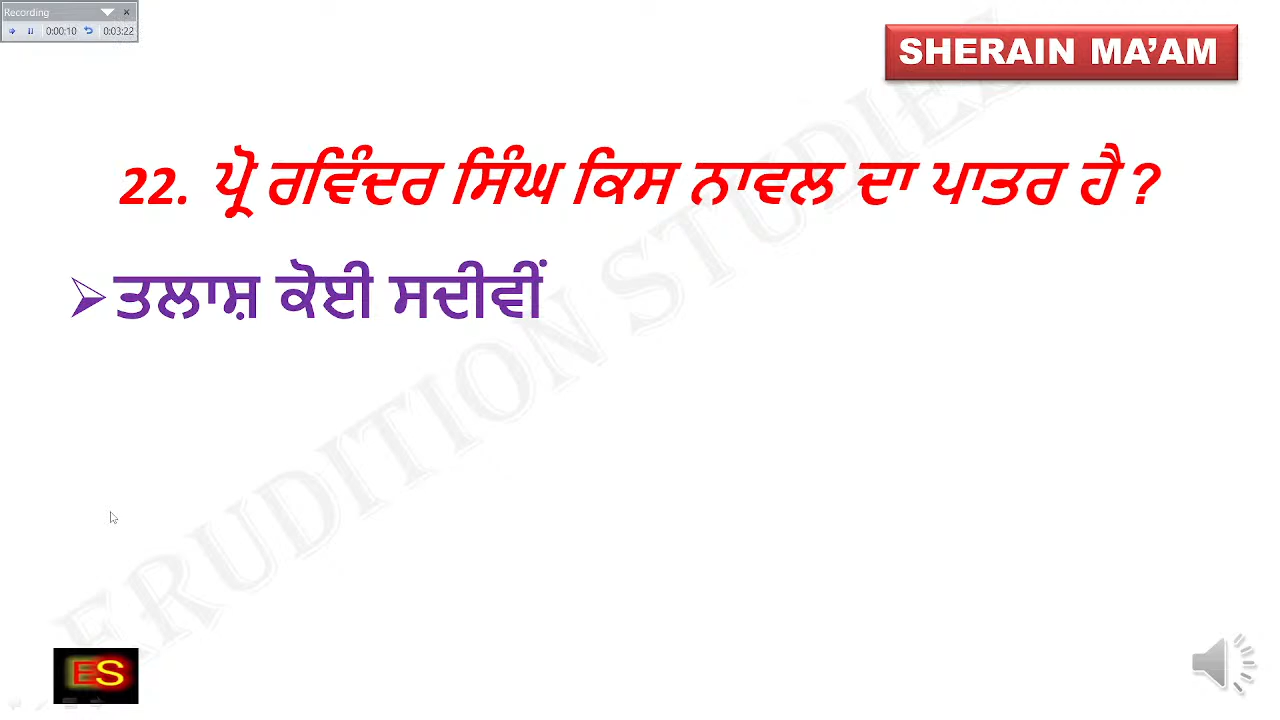 Recording
0:00:10 0:03:22
SHERAIN MA’AM
22. ਪ੍ਰੋ ਰਵਿੰਦਰ ਸਿੰਘ ਕਿਸ ਨਾਵਲ ਦਾ ਪਾਤਰ ਹੈ ?
ਤਲਾਸ਼ ਕੋਈ ਸਦੀਵੀਂ
ERUDITION STUDIES
ES